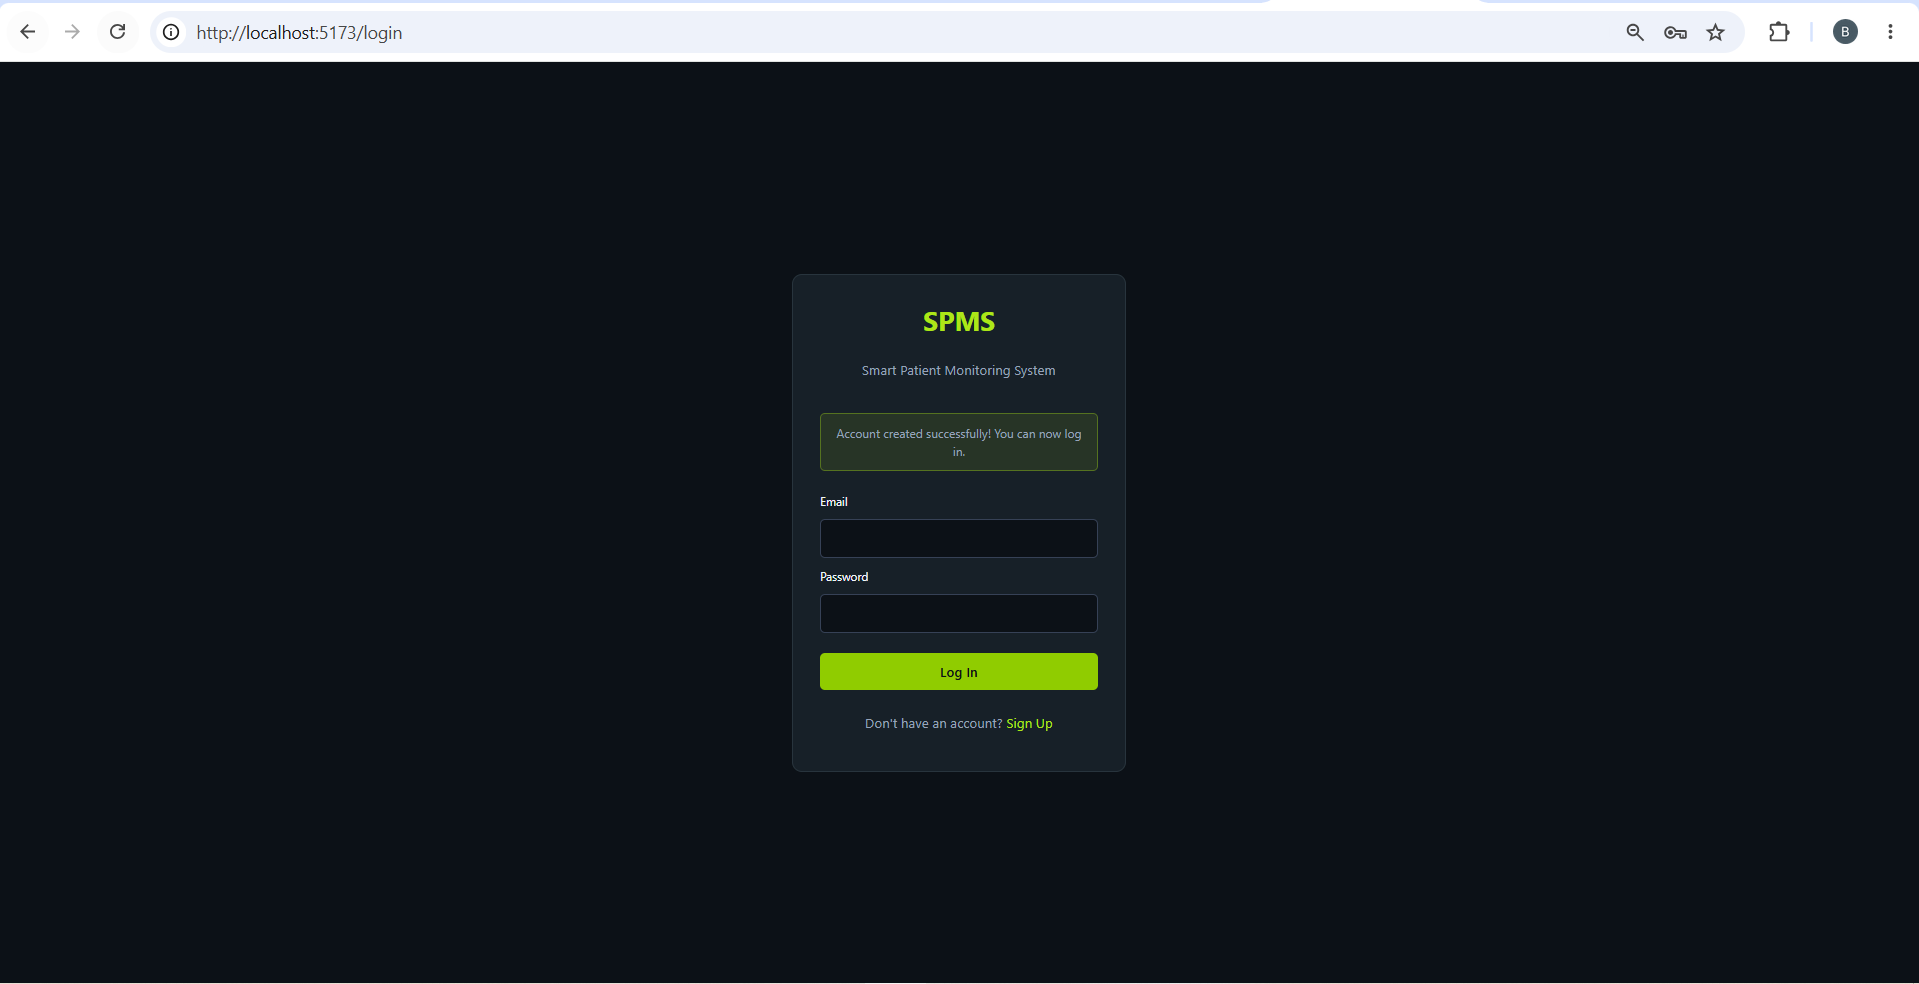 http://localhost:5173/login
B
SPMS
Smart Patient Monitoring System
Account created successfully! You can now log
in.
Email
Password
Log In
Don't have an account? Sign Up